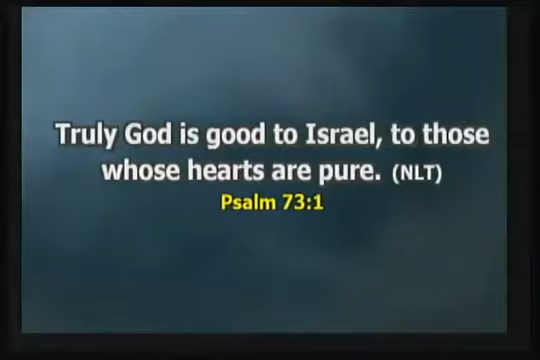 Truly God is good to Israel, to those
whose hearts are pure. (NLT)
Psalm 73:1